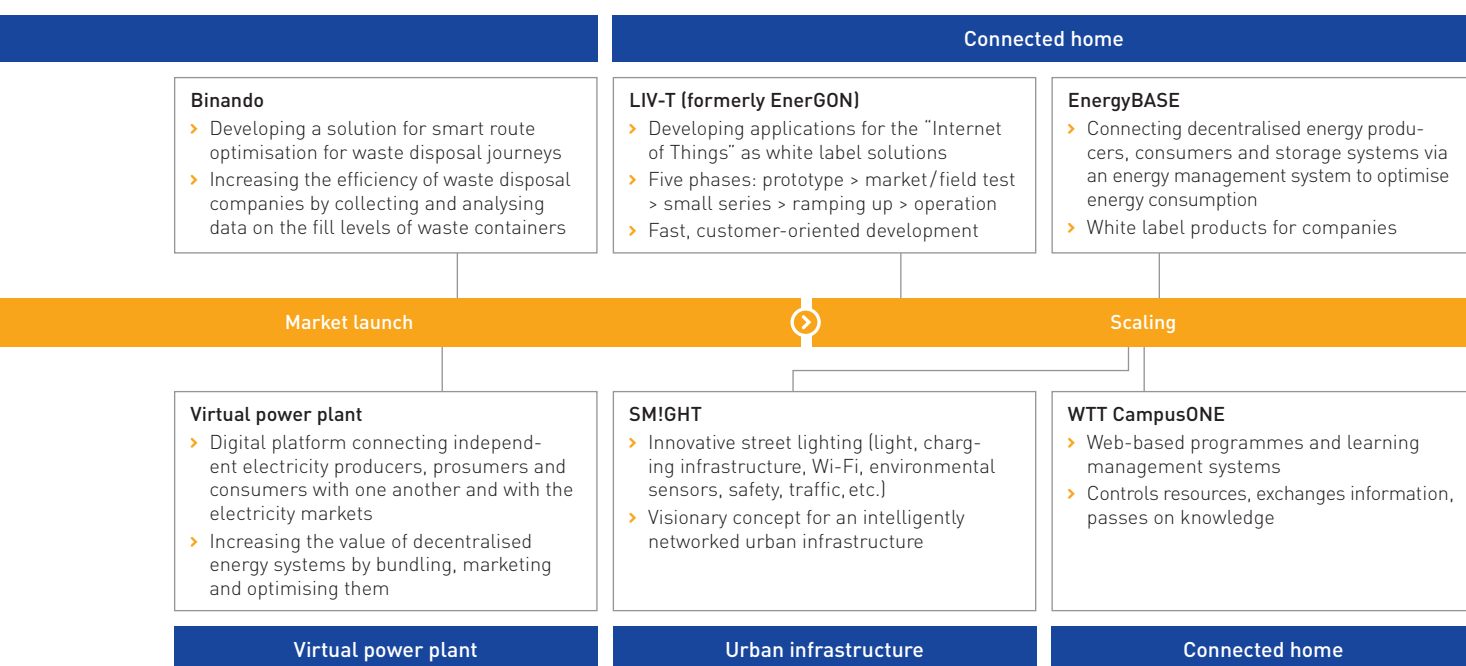 Connected home
Binando
› Developing a solution for smart route
optimisation for waste disposal journeys
› Increasing the efficiency of waste disposal
companies by collecting and analysing
data on the fill levels of waste containers
LIV-T (formerly EnerGON)
› Developing applications for the “Internet
of Things” as white label solutions
› Five phases: prototype > market/field test
> small series > ramping up > operation
› Fast, customer-oriented development
EnergyBASE
› Connecting decentralised energy produ-
cers, consumers and storage systems via
an energy management system to optimise
energy consumption
› White label products for companies
Market launch
Scaling
Virtual power plant
› Digital platform connecting independ-
ent electricity producers, prosumers and
consumers with one another and with the
electricity markets
› Increasing the value of decentralised
energy systems by bundling, marketing
and optimising them
SM!GHT
› Innovative street lighting (light, charg-
ing infrastructure, Wi-Fi, environmental
sensors, safety, traffic, etc.)
› Visionary concept for an intelligently
networked urban infrastructure
WTT CampusONE
› Web-based programmes and learning
management systems
› Controls resources, exchanges information,
passes on knowledge
Virtual power plant
Urban infrastructure
Connected home